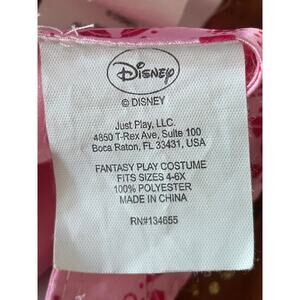 Disney
© DISNEY
Just Play, LLC.
4850 T-Rex Ave, Suite 100
Boca Raton, FL 33431, USA
FANTASY PLAY COSTUME
FITS SIZES 4-6X
100% POLYESTER
MADE IN CHINA
RN#134655